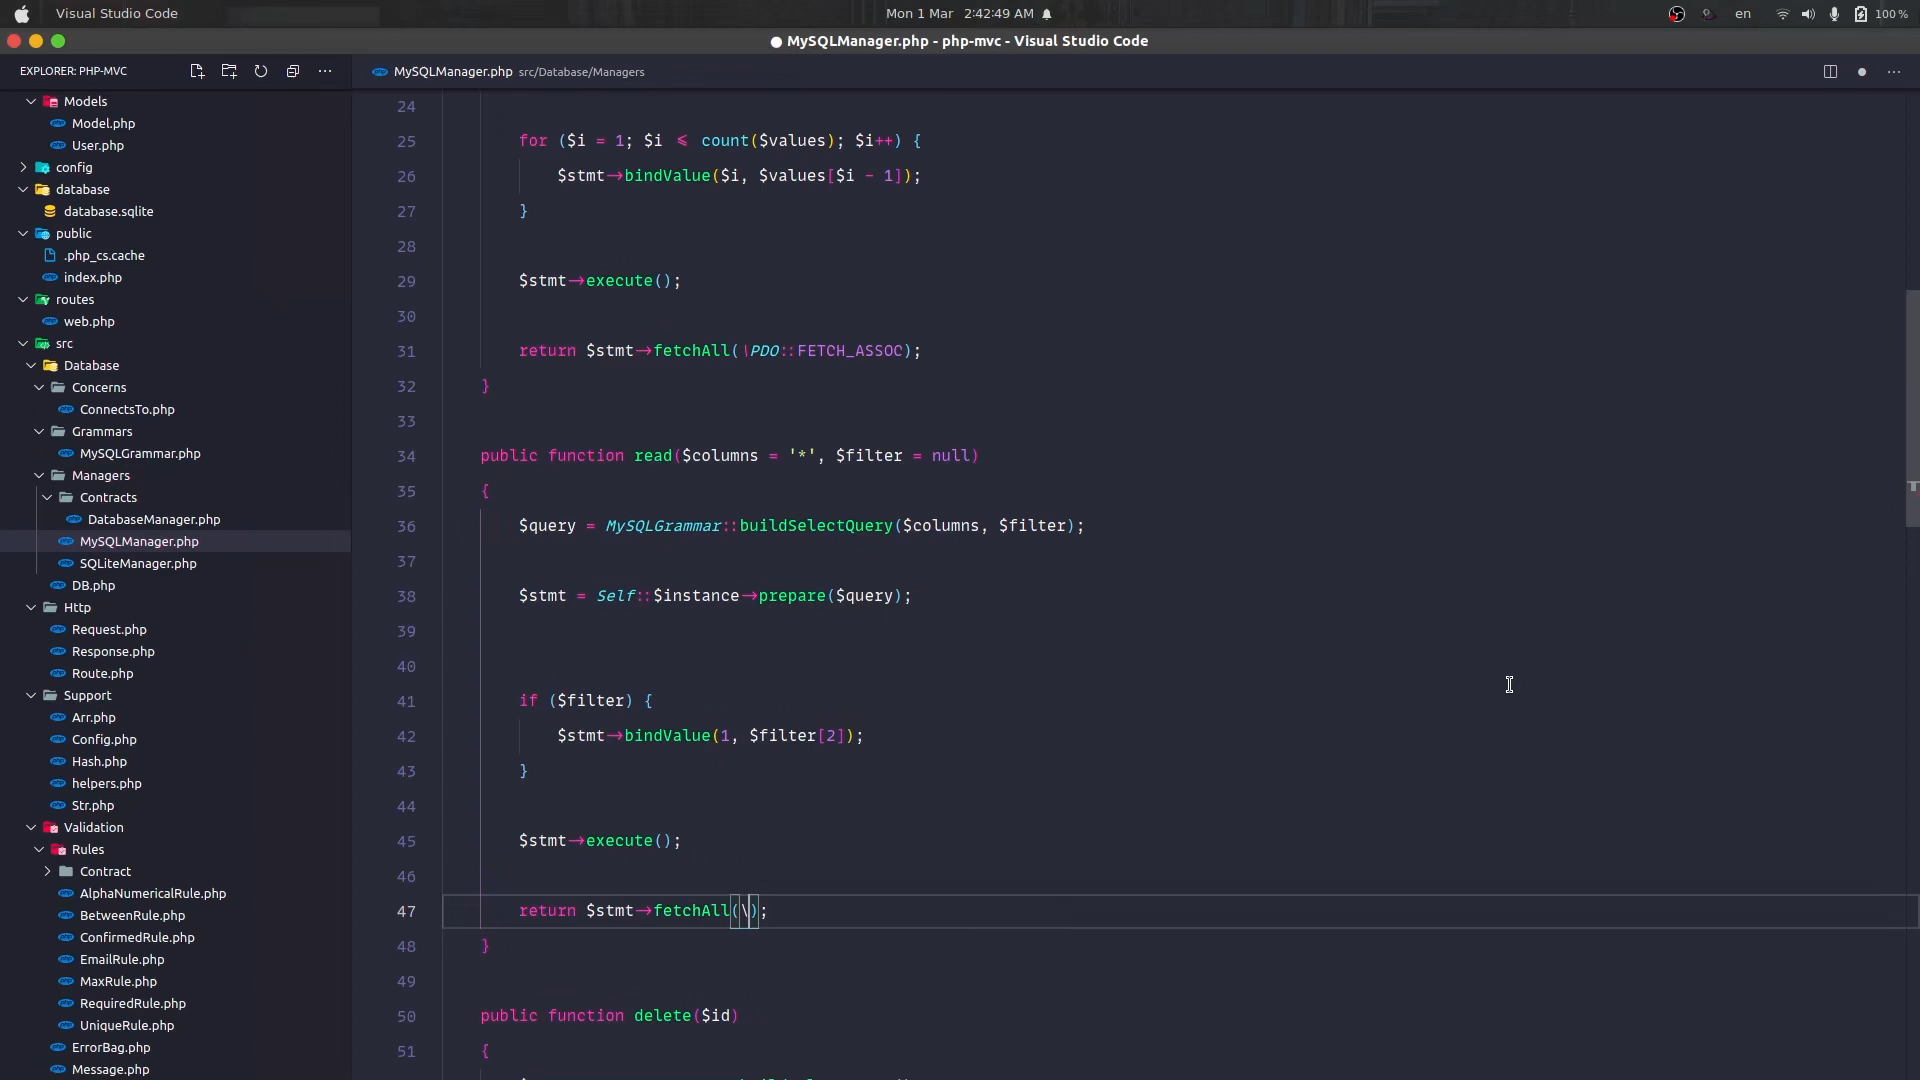 Visual Studio Code
Mon 1 Mar 2:42:49 AM
en
100 %
● MySQLManager.php - php-mvc - Visual Studio Code
EXPLORER: PHP-MVC
MySQLManager.php src/Database/Managers
Models
Model.php
User.php
config
database
database.sqlite
public
.php_cs.cache
index.php
routes
web.php
src
Database
Concerns
ConnectsTo.php
Grammars
MySQLGrammar.php
Managers
Contracts
DatabaseManager.php
MySQLManager.php
SQLiteManager.php
DB.php
Http
Request.php
Response.php
Route.php
Support
Arr.php
Config.php
Hash.php
helpers.php
Str.php
Validation
Rules
Contract
AlphaNumericalRule.php
BetweenRule.php
ConfirmedRule.php
EmailRule.php
MaxRule.php
RequiredRule.php
UniqueRule.php
ErrorBag.php
Message.php
24
25 for ($i = 1; $i <= count($values); $i++) {
26 $stmt->bindValue($i, $values[$i - 1]);
27 }
28
29 $stmt->execute();
30
31 return $stmt->fetchAll(\PDO::FETCH_ASSOC);
32 }
33
34 public function read($columns = '*', $filter = null)
35 {
36 $query = MySQLGrammar::buildSelectQuery($columns, $filter);
37
38 $stmt = Self::$instance->prepare($query);
39
40
41 if ($filter) {
42 $stmt->bindValue(1, $filter[2]);
43 }
44
45 $stmt->execute();
46
47 return $stmt->fetchAll(\);
48 }
49
50 public function delete($id)
51 {